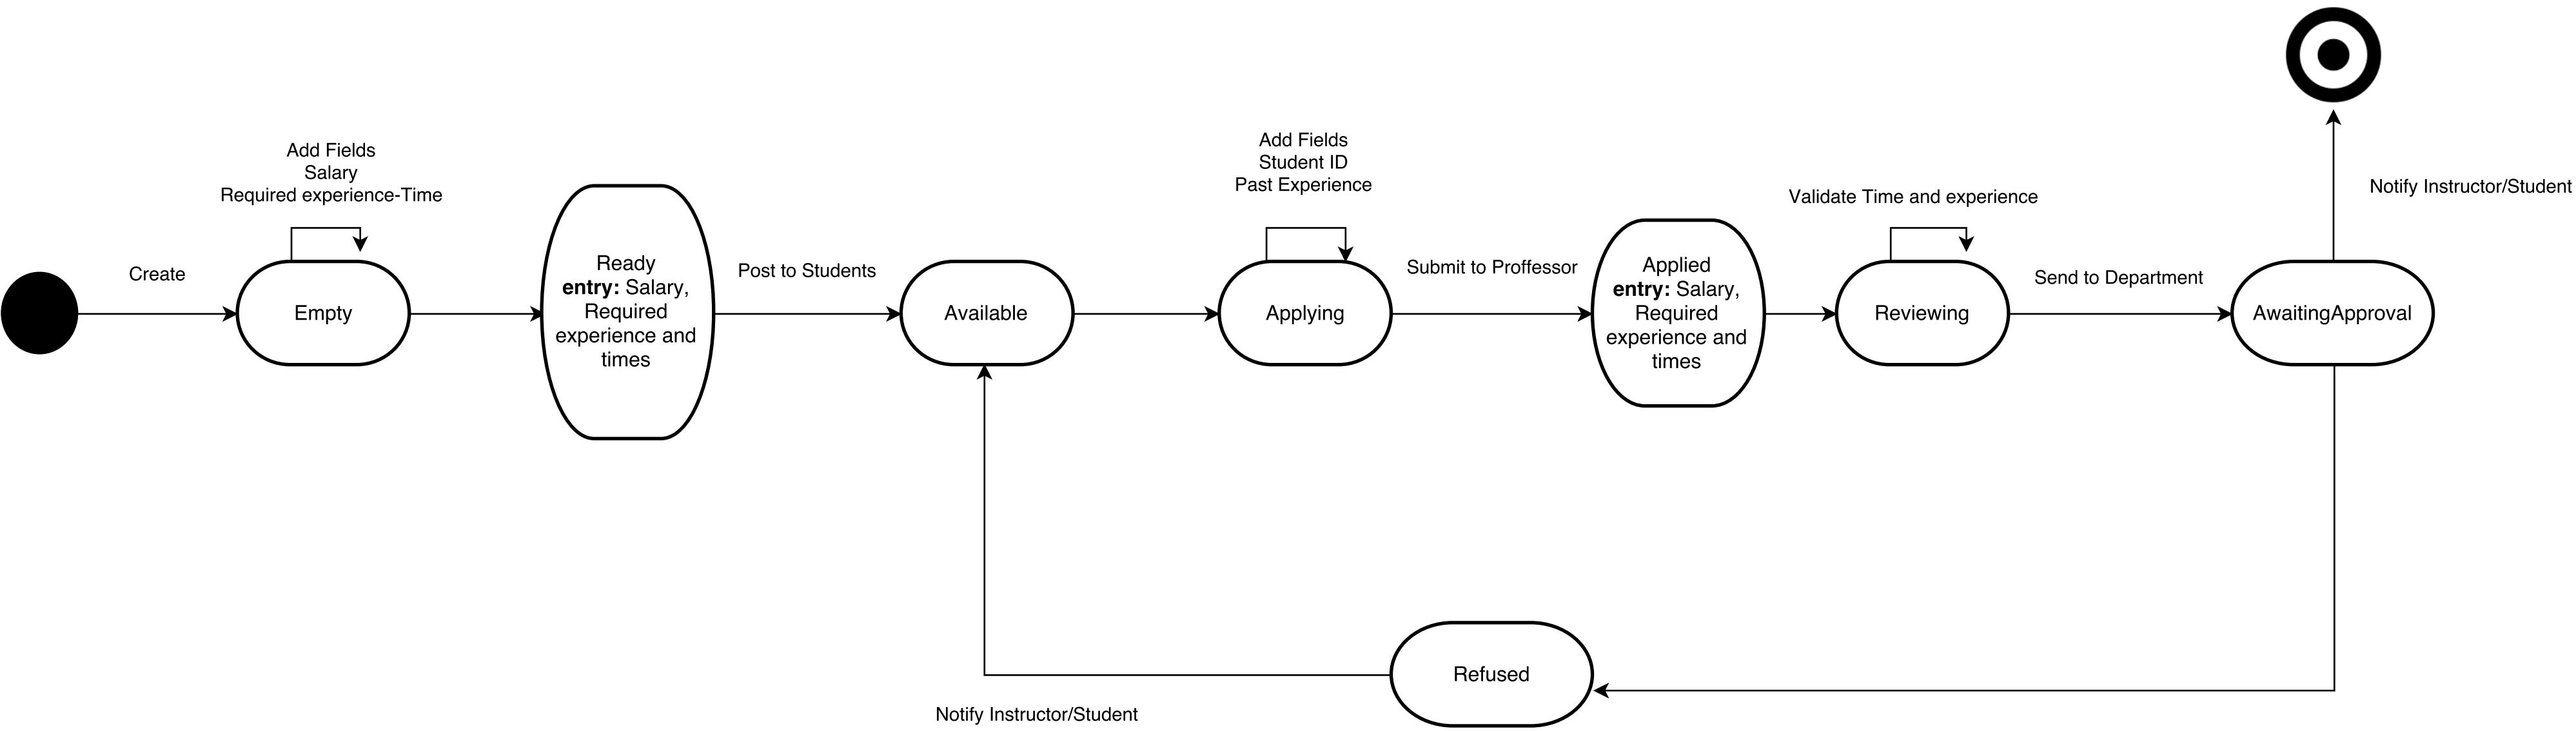 Create
Add Fields
Salary
Required experience-Time
Empty
Ready
entry: Salary,
Required
experience and
times
Post to Students
Available
Add Fields
Student ID
Past Experience
Applying
Submit to Proffessor
Applied
entry: Salary,
Required
experience and
times
Validate Time and experience
Reviewing
Send to Department
AwaitingApproval
Notify Instructor/Student
Refused
Notify Instructor/Student